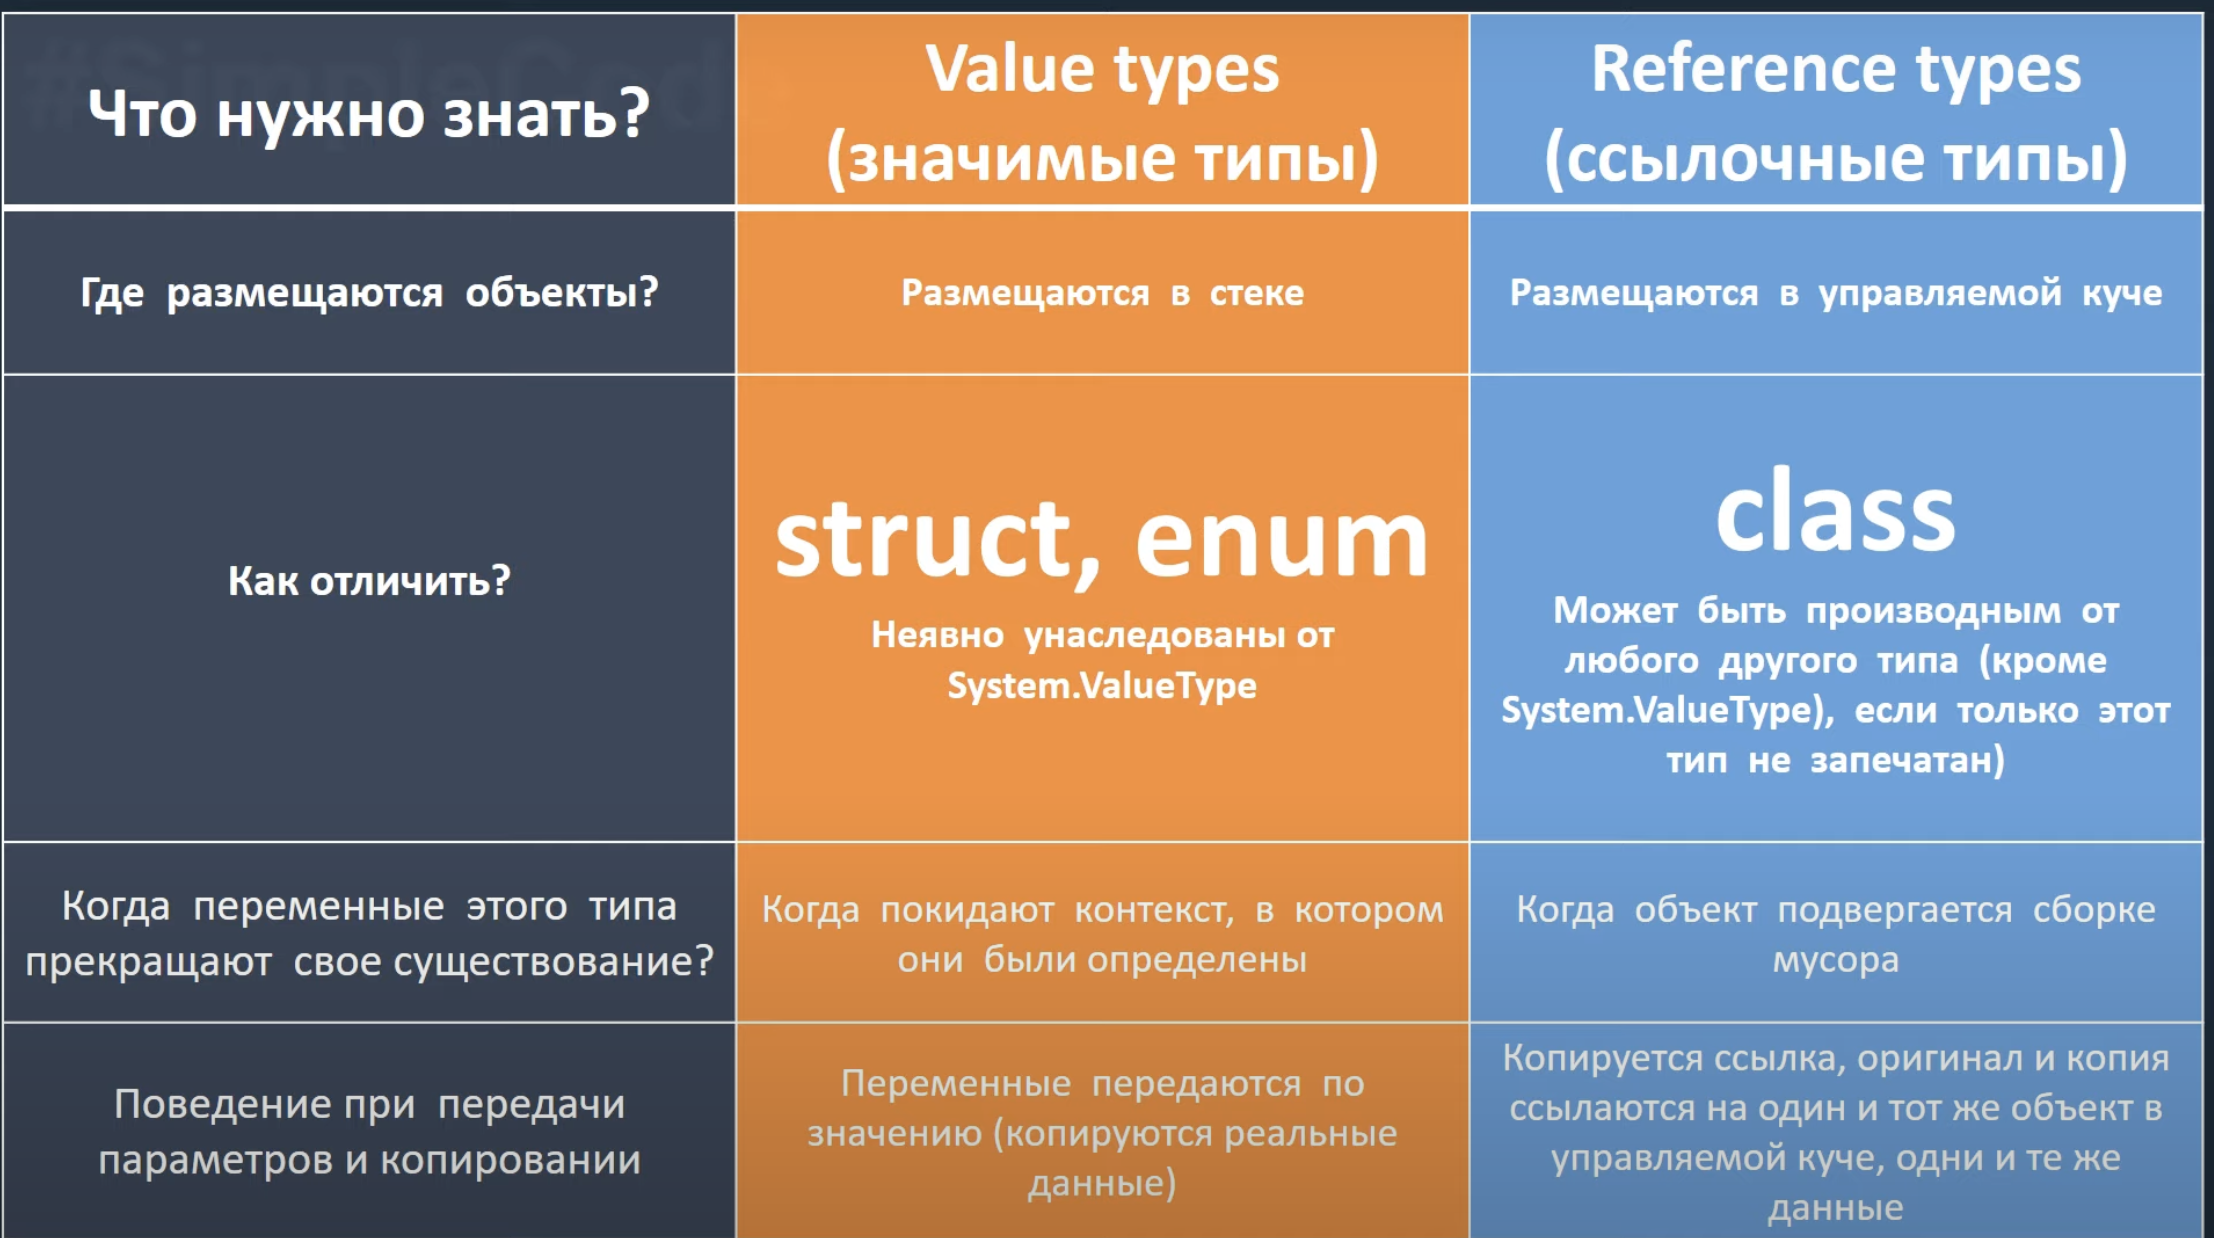 #SimpleCode
Что нужно знать?
Value types
(значимые типы)
Reference types
(ссылочные типы)
Где размещаются объекты?
Размещаются в стеке
Размещаются в управляемой куче
Как отличить?
struct, enum
Неявно унаследованы от
System.ValueType
class
Может быть производным от
любого другого типа (кроме
System.ValueType), если только этот
тип не запечатан)
Когда переменные этого типа
прекращают свое существование?
Когда покидают контекст, в котором
они были определены
Когда объект подвергается сборке
мусора
Поведение при передачи
параметров и копировании
Переменные передаются по
значению (копируются реальные
данные)
Копируется ссылка, оригинал и копия
ссылаются на один и тот же объект в
управляемой куче, одни и те же
данные